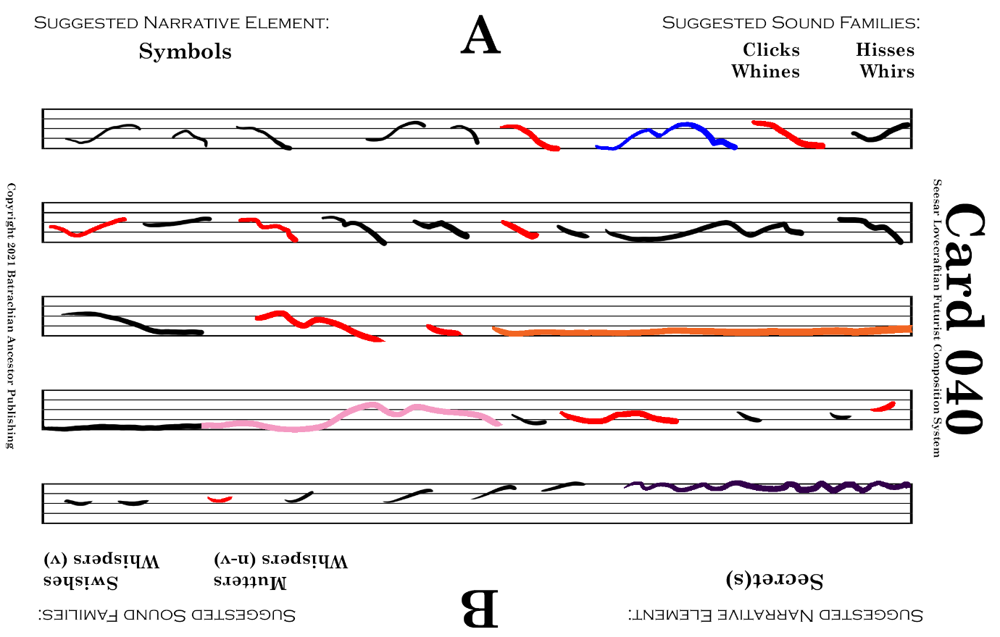 SUGGESTED NARRATIVE ELEMENT:
Symbols
A
SUGGESTED SOUND FAMILIES:
Clicks Hisses
Whines Whirs
Copyright 2021 Batrachian Ancestor Publishing
Card 040
Seesar Lovecraftian Futurist Composition System
SUGGESTED NARRATIVE ELEMENT:
Secret(s)
B
SUGGESTED SOUND FAMILIES:
Mutters Swishes
Whispers (n-v) Whispers (v)